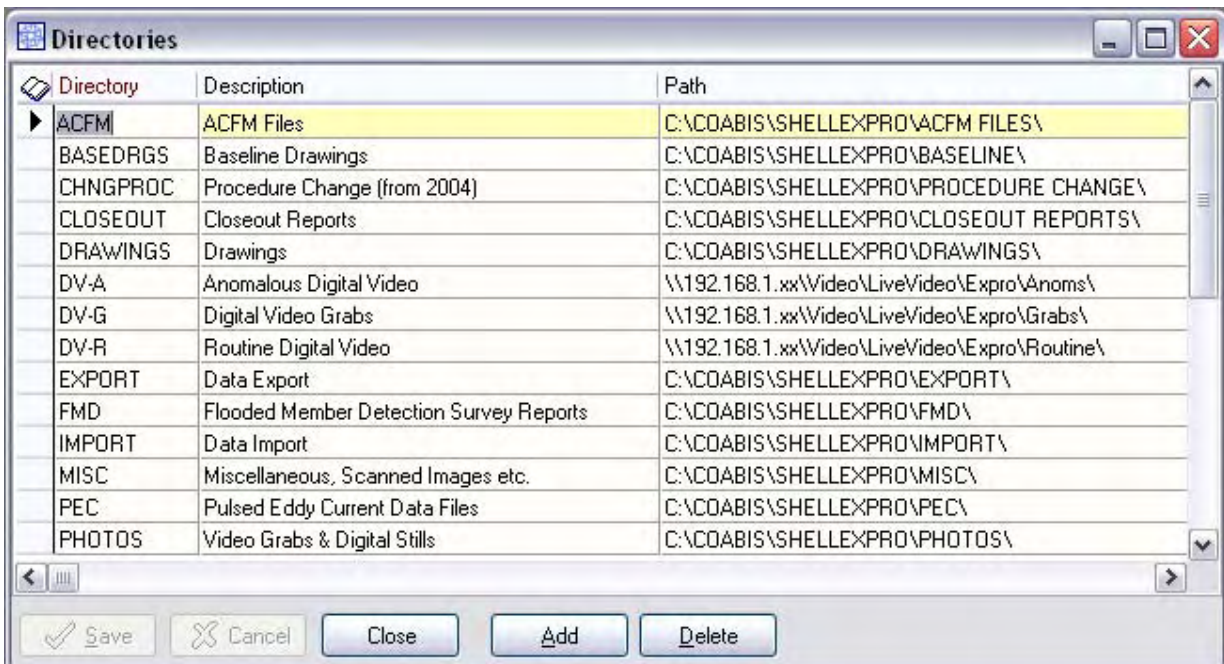 Directories
Directory Description Path
ACFM ACFM Files C:\COABIS\SHELLEXPRO\ACFM FILES\
BASEDRGS Baseline Drawings C:\COABIS\SHELLEXPRO\BASELINE\
CHNGPROC Procedure Change (from 2004) C:\COABIS\SHELLEXPRO\PROCEDURE CHANGE\
CLOSEOUT Closeout Reports C:\COABIS\SHELLEXPRO\CLOSEOUT REPORTS\
DRAWINGS Drawings C:\COABIS\SHELLEXPRO\DRAWINGS\
DV-A Anomalous Digital Video \\192.168.1.xx\Video\LiveVideo\Expro\Anoms\
DV-G Digital Video Grabs \\192.168.1.xx\Video\LiveVideo\Expro\Grabs\
DV-R Routine Digital Video \\192.168.1.xx\Video\LiveVideo\Expro\Routine\
EXPORT Data Export C:\COABIS\SHELLEXPRO\EXPORT\
FMD Flooded Member Detection Survey Reports C:\COABIS\SHELLEXPRO\FMD\
IMPORT Data Import C:\COABIS\SHELLEXPRO\IMPORT\
MISC Miscellaneous, Scanned Images etc. C:\COABIS\SHELLEXPRO\MISC\
PEC Pulsed Eddy Current Data Files C:\COABIS\SHELLEXPRO\PEC\
PHOTOS Video Grabs & Digital Stills C:\COABIS\SHELLEXPRO\PHOTOS\
Save Cancel Close Add Delete